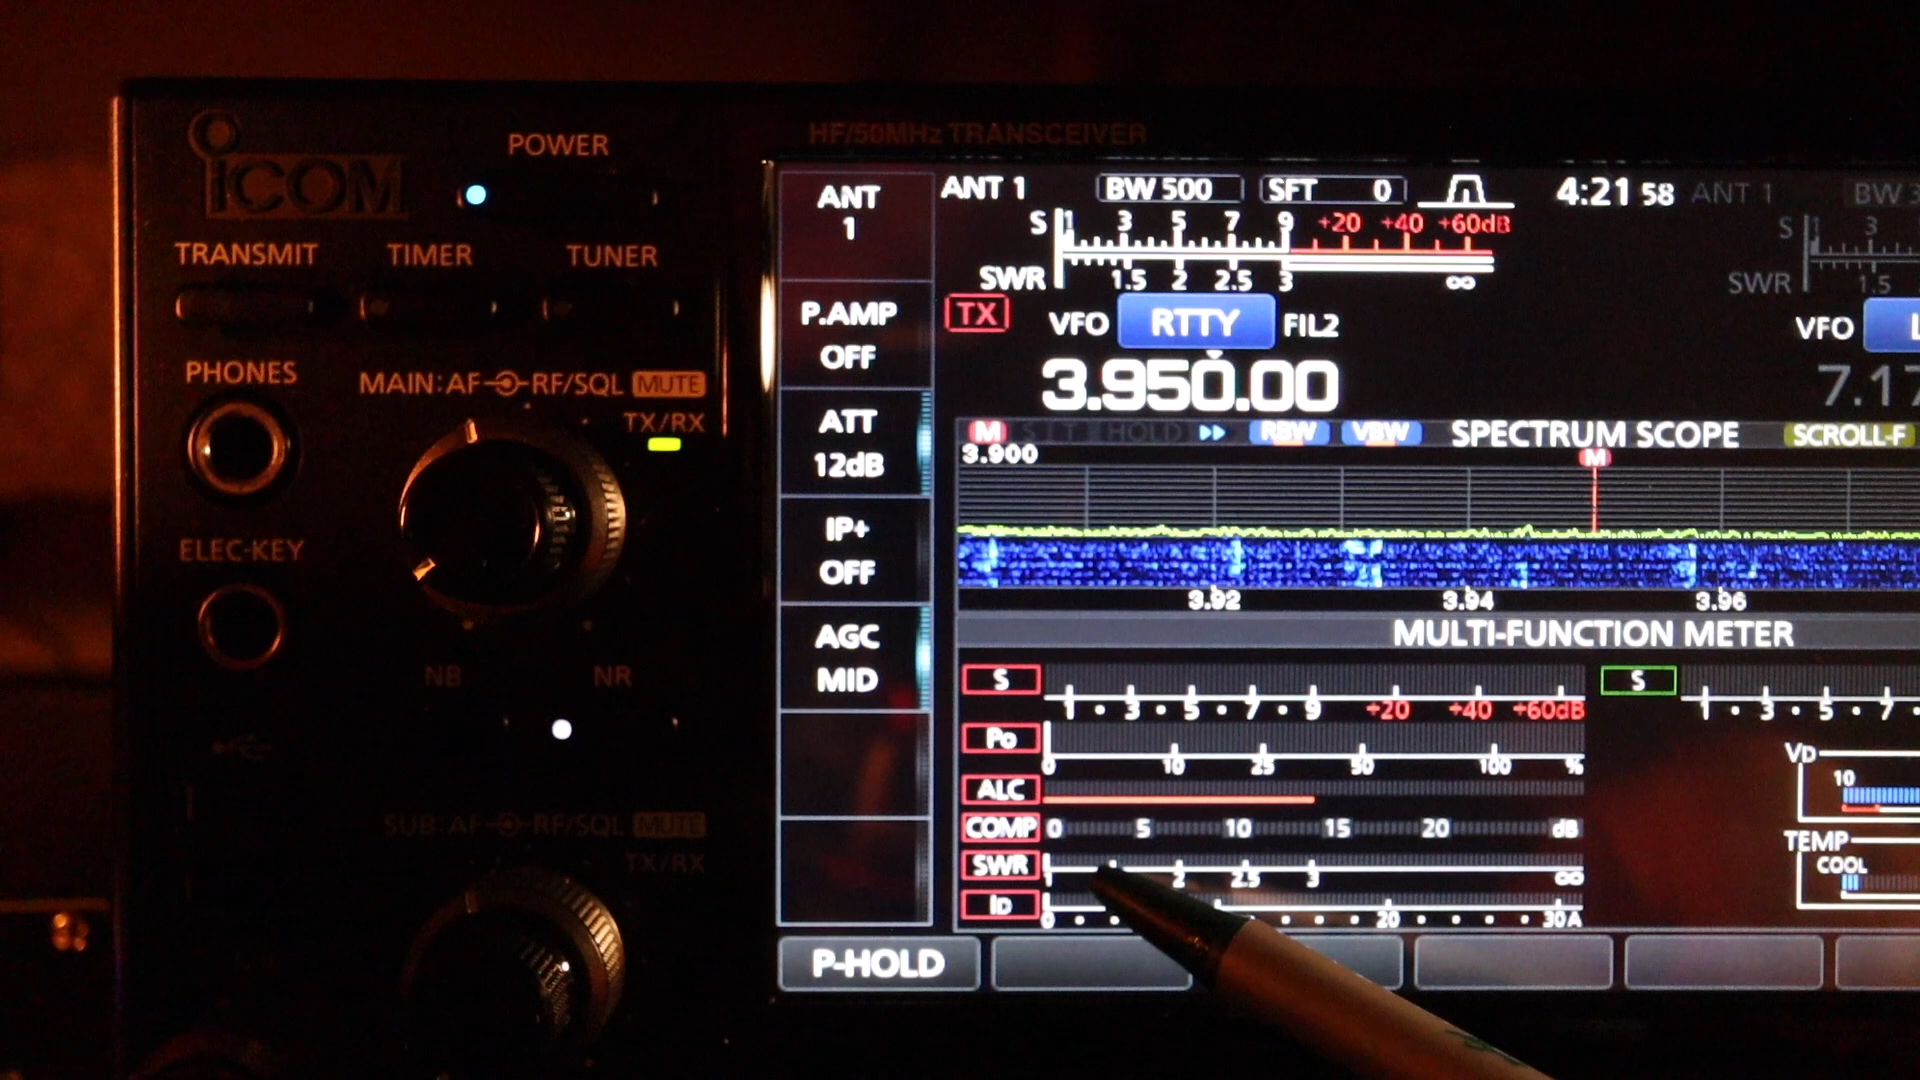 HF/50MHz TRANSCEIVER
ICOM
POWER
TRANSMIT TIMER TUNER
PHONES
MAIN:AF RF/SQL MUTE
TX/RX
ELEC-KEY
NB NR
SUB:AF RF/SQL MUTE
TX/RX
ANT
1
P.AMP
OFF
ATT
12dB
IP+
OFF
AGC
MID
ANT 1 BW 500 SFT 0 4:21 58 ANT 1 BW 3
S 1 3 5 7 9 +20 +40 +60dB S 1 3
SWR 1.5 2 2.5 3 ∞ SWR 1.5
TX VFO RTTY FIL2 VFO L
3.950.00 7.17
M HOLD RBW VBW SPECTRUM SCOPE SCROLL-F
3.900 M
3.92 3.94 3.96
MULTI-FUNCTION METER
S 1 · 3 · 5 · 7 · 9 +20 +40 +60dB S 1 · 3 · 5 · 7 ·
Po 0 10 25 50 100 %
VD
10
ALC
COMP 0 5 10 15 20 dB
TEMP
COOL
SWR 1 2 2.5 3 ∞
ID 0 20 30A
P-HOLD